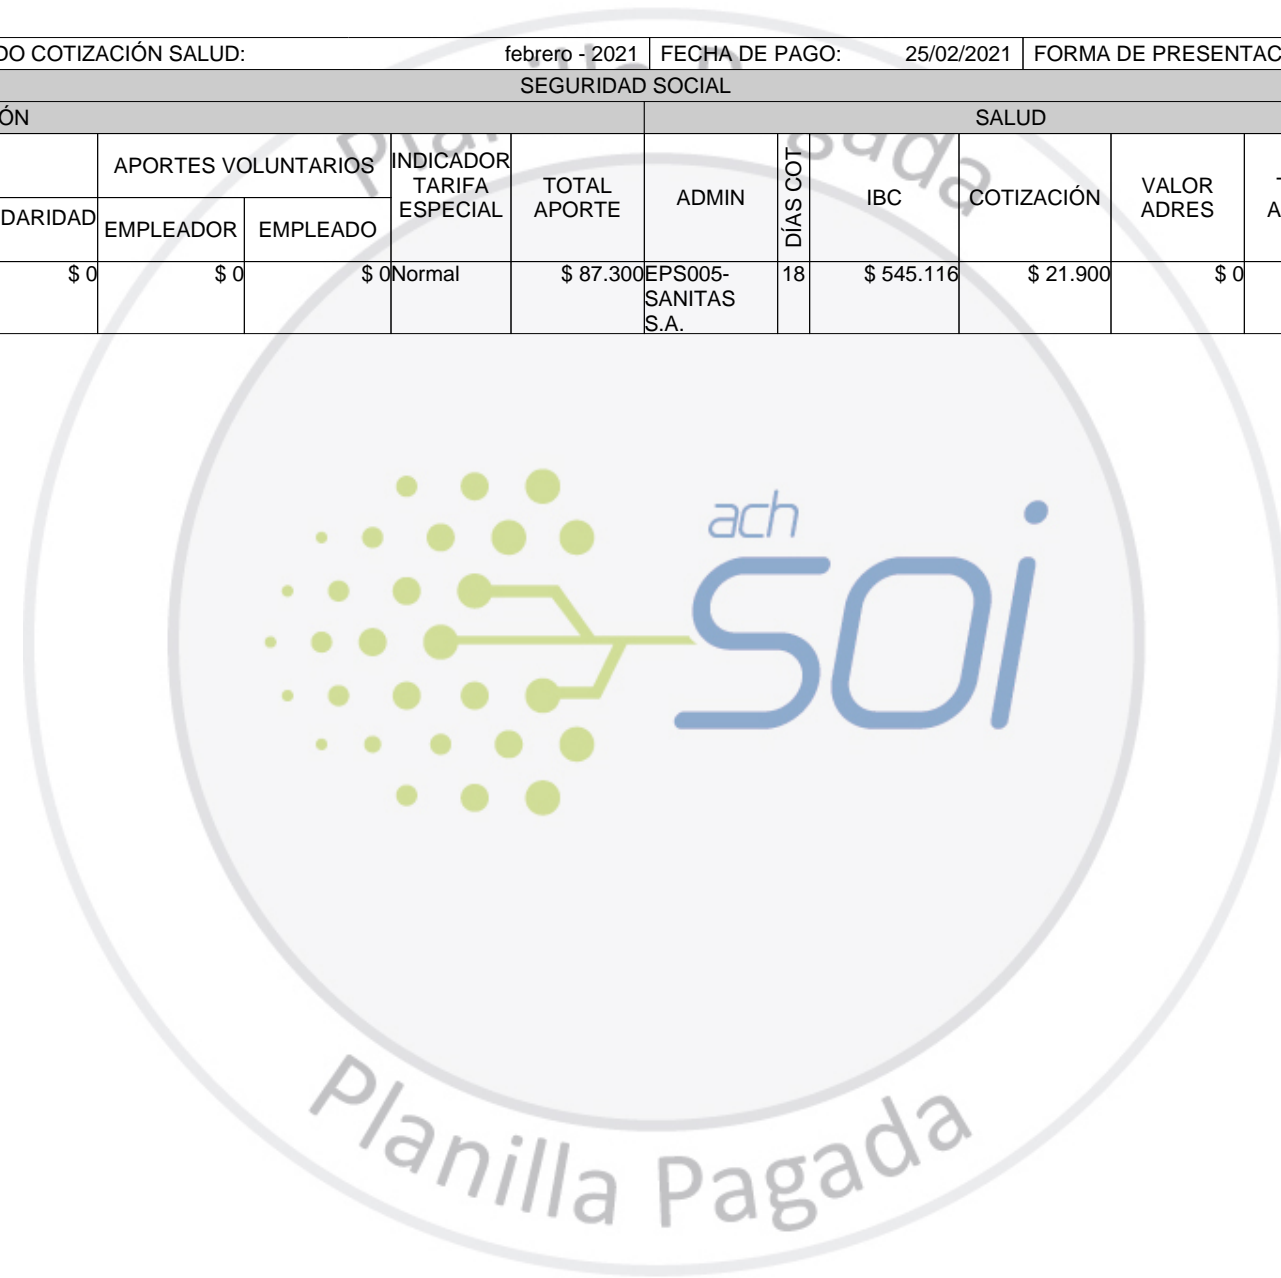 DO COTIZACIÓN SALUD: febrero - 2021 FECHA DE PAGO: 25/02/2021 FORMA DE PRESENTAC
SEGURIDAD SOCIAL
ÓN SALUD
DARIDAD APORTES VOLUNTARIOS EMPLEADOR EMPLEADO INDICADOR TARIFA ESPECIAL TOTAL APORTE ADMIN DÍAS COT IBC COTIZACIÓN VALOR ADRES
$ 0 $ 0 $ 0 Normal $ 87.300 EPS005-SANITAS S.A. 18 $ 545.116 $ 21.900 $ 0
ach
soi
Planilla Pagada